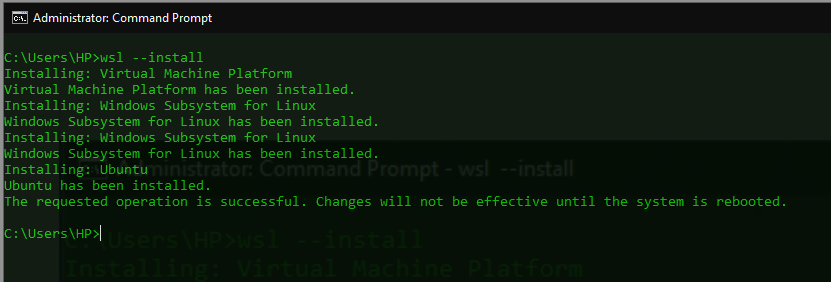 Administrator: Command Prompt
C:\Users\HP>wsl --install
Installing: Virtual Machine Platform
Virtual Machine Platform has been installed.
Installing: Windows Subsystem for Linux
Windows Subsystem for Linux has been installed.
Installing: Windows Subsystem for Linux
Windows Subsystem for Linux has been installed.
Installing: Ubuntu
Ubuntu has been installed.
The requested operation is successful. Changes will not be effective until the system is rebooted.
C:\Users\HP>
Administrator: Command Prompt - wsl --install
C:\Users\HP>wsl --install
Installing: Virtual Machine Platform